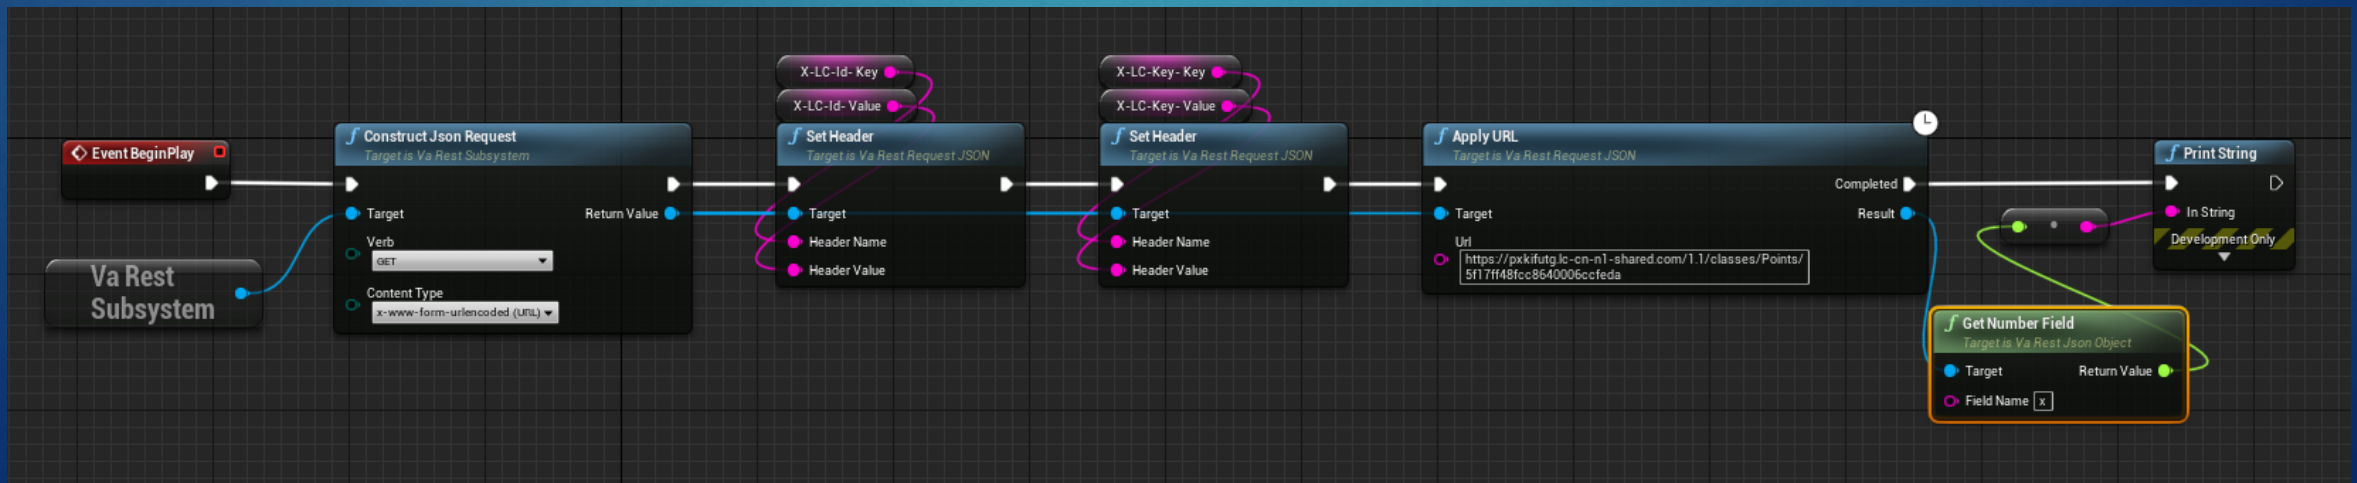 Event BeginPlay
Va Rest
Subsystem
Construct Json Request
Target is Va Rest Subsystem
Target
Return Value
Verb
GET
Content Type
x-www-form-urlencoded (URL)
X-LC-Id- Key
X-LC-Id- Value
Set Header
Target is Va Rest Request JSON
Target
Header Name
Header Value
X-LC-Key- Key
X-LC-Key- Value
Set Header
Target is Va Rest Request JSON
Target
Header Name
Header Value
Apply URL
Target is Va Rest Request JSON
Completed
Target
Result
Url
https://pxkifutg.lc-cn-n1-shared.com/1.1/classes/Points/
5f17ff48fcc8640006ccfeda
Get Number Field
Target is Va Rest Json Object
Target
Return Value
Field Name x
Print String
In String
Development Only